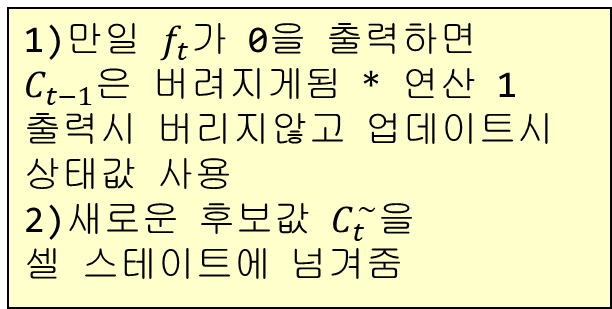 1)만일 fₜ가 0을 출력하면
Cₜ₋₁은 버려지게됨 * 연산 1
출력시 버리지않고 업데이트시
상태값 사용
2)새로운 후보값 Cₜ~을
셀 스테이트에 넘겨줌